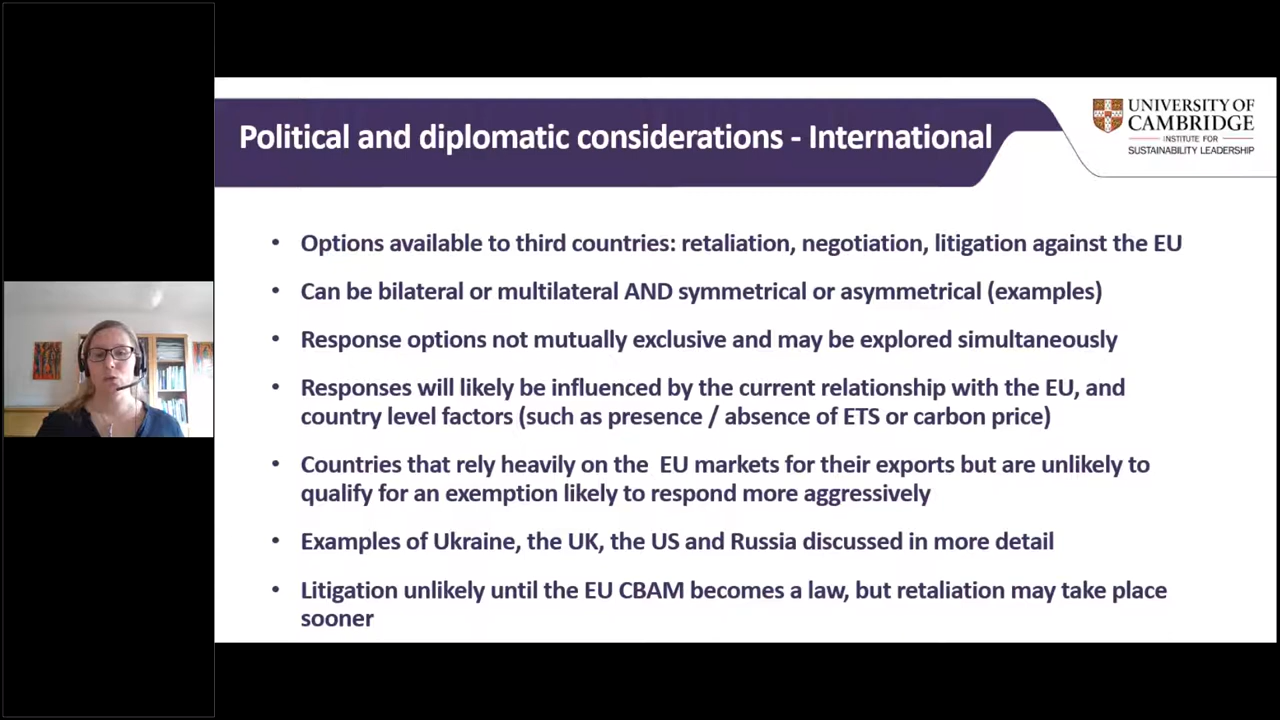 Political and diplomatic considerations - International
UNIVERSITY OF
CAMBRIDGE
INSTITUTE FOR
SUSTAINABILITY LEADERSHIP
• Options available to third countries: retaliation, negotiation, litigation against the EU
• Can be bilateral or multilateral AND symmetrical or asymmetrical (examples)
• Response options not mutually exclusive and may be explored simultaneously
• Responses will likely be influenced by the current relationship with the EU, and
country level factors (such as presence / absence of ETS or carbon price)
• Countries that rely heavily on the EU markets for their exports but are unlikely to
qualify for an exemption likely to respond more aggressively
• Examples of Ukraine, the UK, the US and Russia discussed in more detail
• Litigation unlikely until the EU CBAM becomes a law, but retaliation may take place
sooner